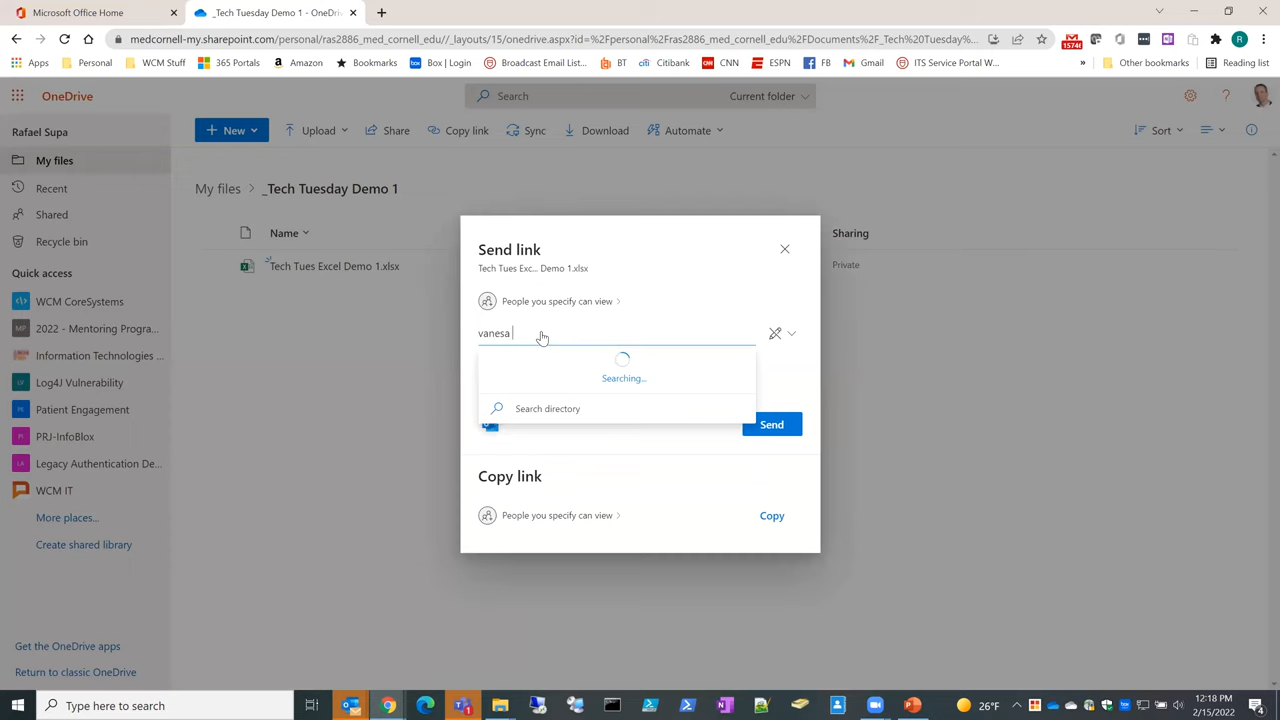 Microsoft Office Home
_Tech Tuesday Demo 1 - OneDri
medcornell-my.sharepoint.com/personal/ras2886_med_cornell_edu//_layouts/15/onedrive.aspx?id=%2Fpersonal%2Fras2886_med_cornell_edu%2FDocuments%2F_Tech%20Tuesday%...
1574
R
Apps
Personal
WCM Stuff
365 Portals
Amazon
Bookmarks
Box | Login
Broadcast Email List...
BT
Citibank
CNN
ESPN
FB
Gmail
ITS Service Portal W...
»
Other bookmarks
Reading list
OneDrive
Search
Current folder
?
Rafael Supa
New
Upload
Share
Copy link
Sync
Download
Automate
Sort
My files
Recent
Shared
Recycle bin
Quick access
WCM CoreSystems
MP 2022 - Mentoring Progra...
Information Technologies ...
LV Log4J Vulnerability
Patient Engagement
PI PRJ-InfoBlox
LA Legacy Authentication De...
WCM IT
More places...
Create shared library
Get the OneDrive apps
Return to classic OneDrive
My files > _Tech Tuesday Demo 1
Name
Sharing
Tech Tues Excel Demo 1.xlsx
Private
Send link
Tech Tues Exc... Demo 1.xlsx
People you specify can view
vanesa
Searching...
Search directory
Send
Copy link
People you specify can view
Copy
Type here to search
1
26°F
12:18 PM
2/15/2022
4